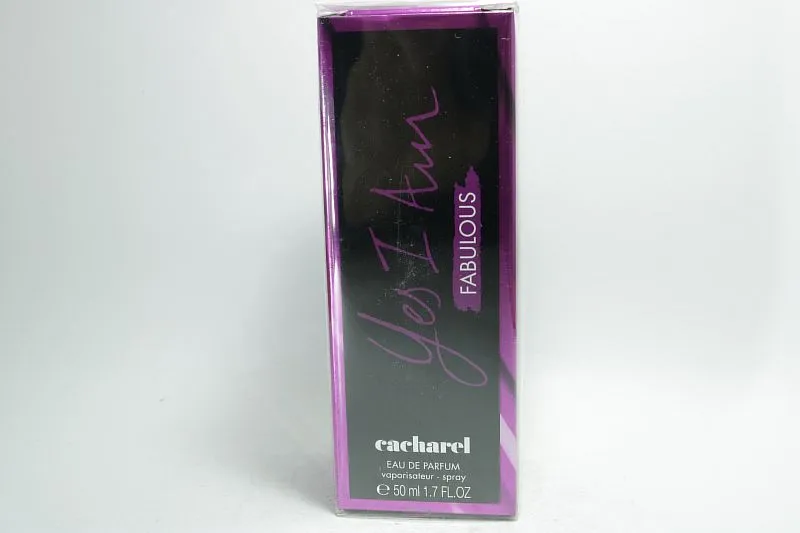 Yes I Am
FABULOUS
cacharel
EAU DE PARFUM
vaporisateur - spray
℮ 50 ml 1.7 FL.OZ